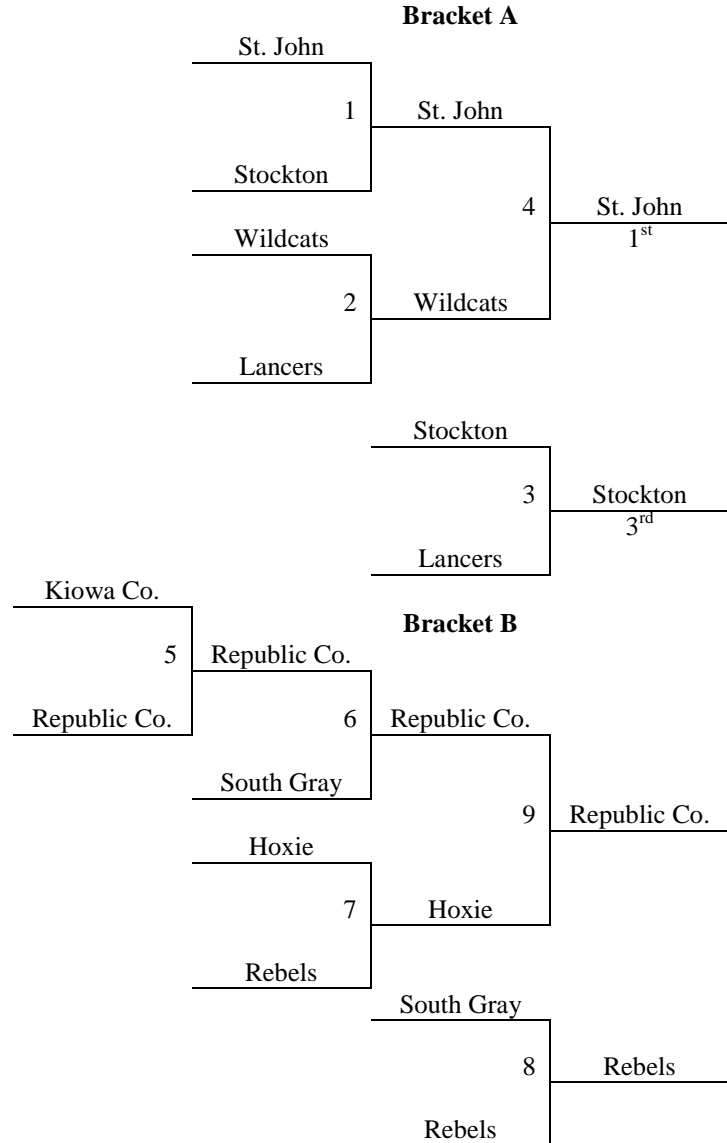 Bracket A
St. John
1
St. John
Stockton
4
St. John
1st
Wildcats
2
Wildcats
Lancers
Stockton
3
Stockton
3rd
Lancers
Kiowa Co.
Bracket B
5
Republic Co.
Republic Co.
6
Republic Co.
South Gray
9
Republic Co.
Hoxie
7
Hoxie
Rebels
South Gray
8
Rebels
Rebels